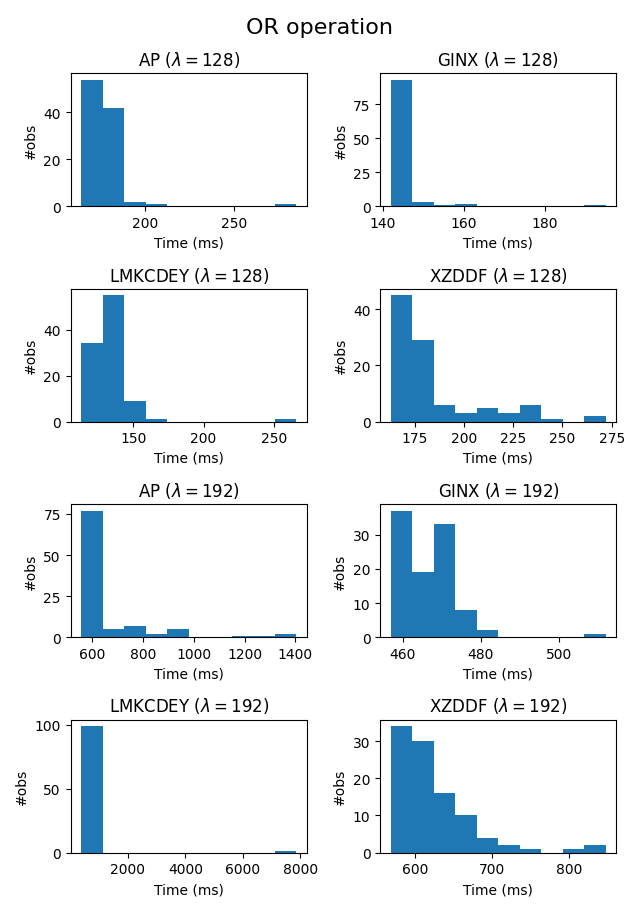 OR operation
AP (λ = 128)
GINX (λ = 128)
#obs
40
20
0
200
250
Time (ms)
#obs
75
50
25
0
140
160
180
Time (ms)
LMKCDEY (λ = 128)
XZDDF (λ = 128)
#obs
40
20
0
150
200
250
Time (ms)
#obs
40
20
0
175
200
225
250
275
Time (ms)
AP (λ = 192)
GINX (λ = 192)
#obs
75
50
25
0
600
800
1000
1200
1400
Time (ms)
#obs
30
20
10
0
460
480
500
Time (ms)
LMKCDEY (λ = 192)
XZDDF (λ = 192)
#obs
100
50
0
2000
4000
6000
8000
Time (ms)
#obs
30
20
10
0
600
700
800
Time (ms)